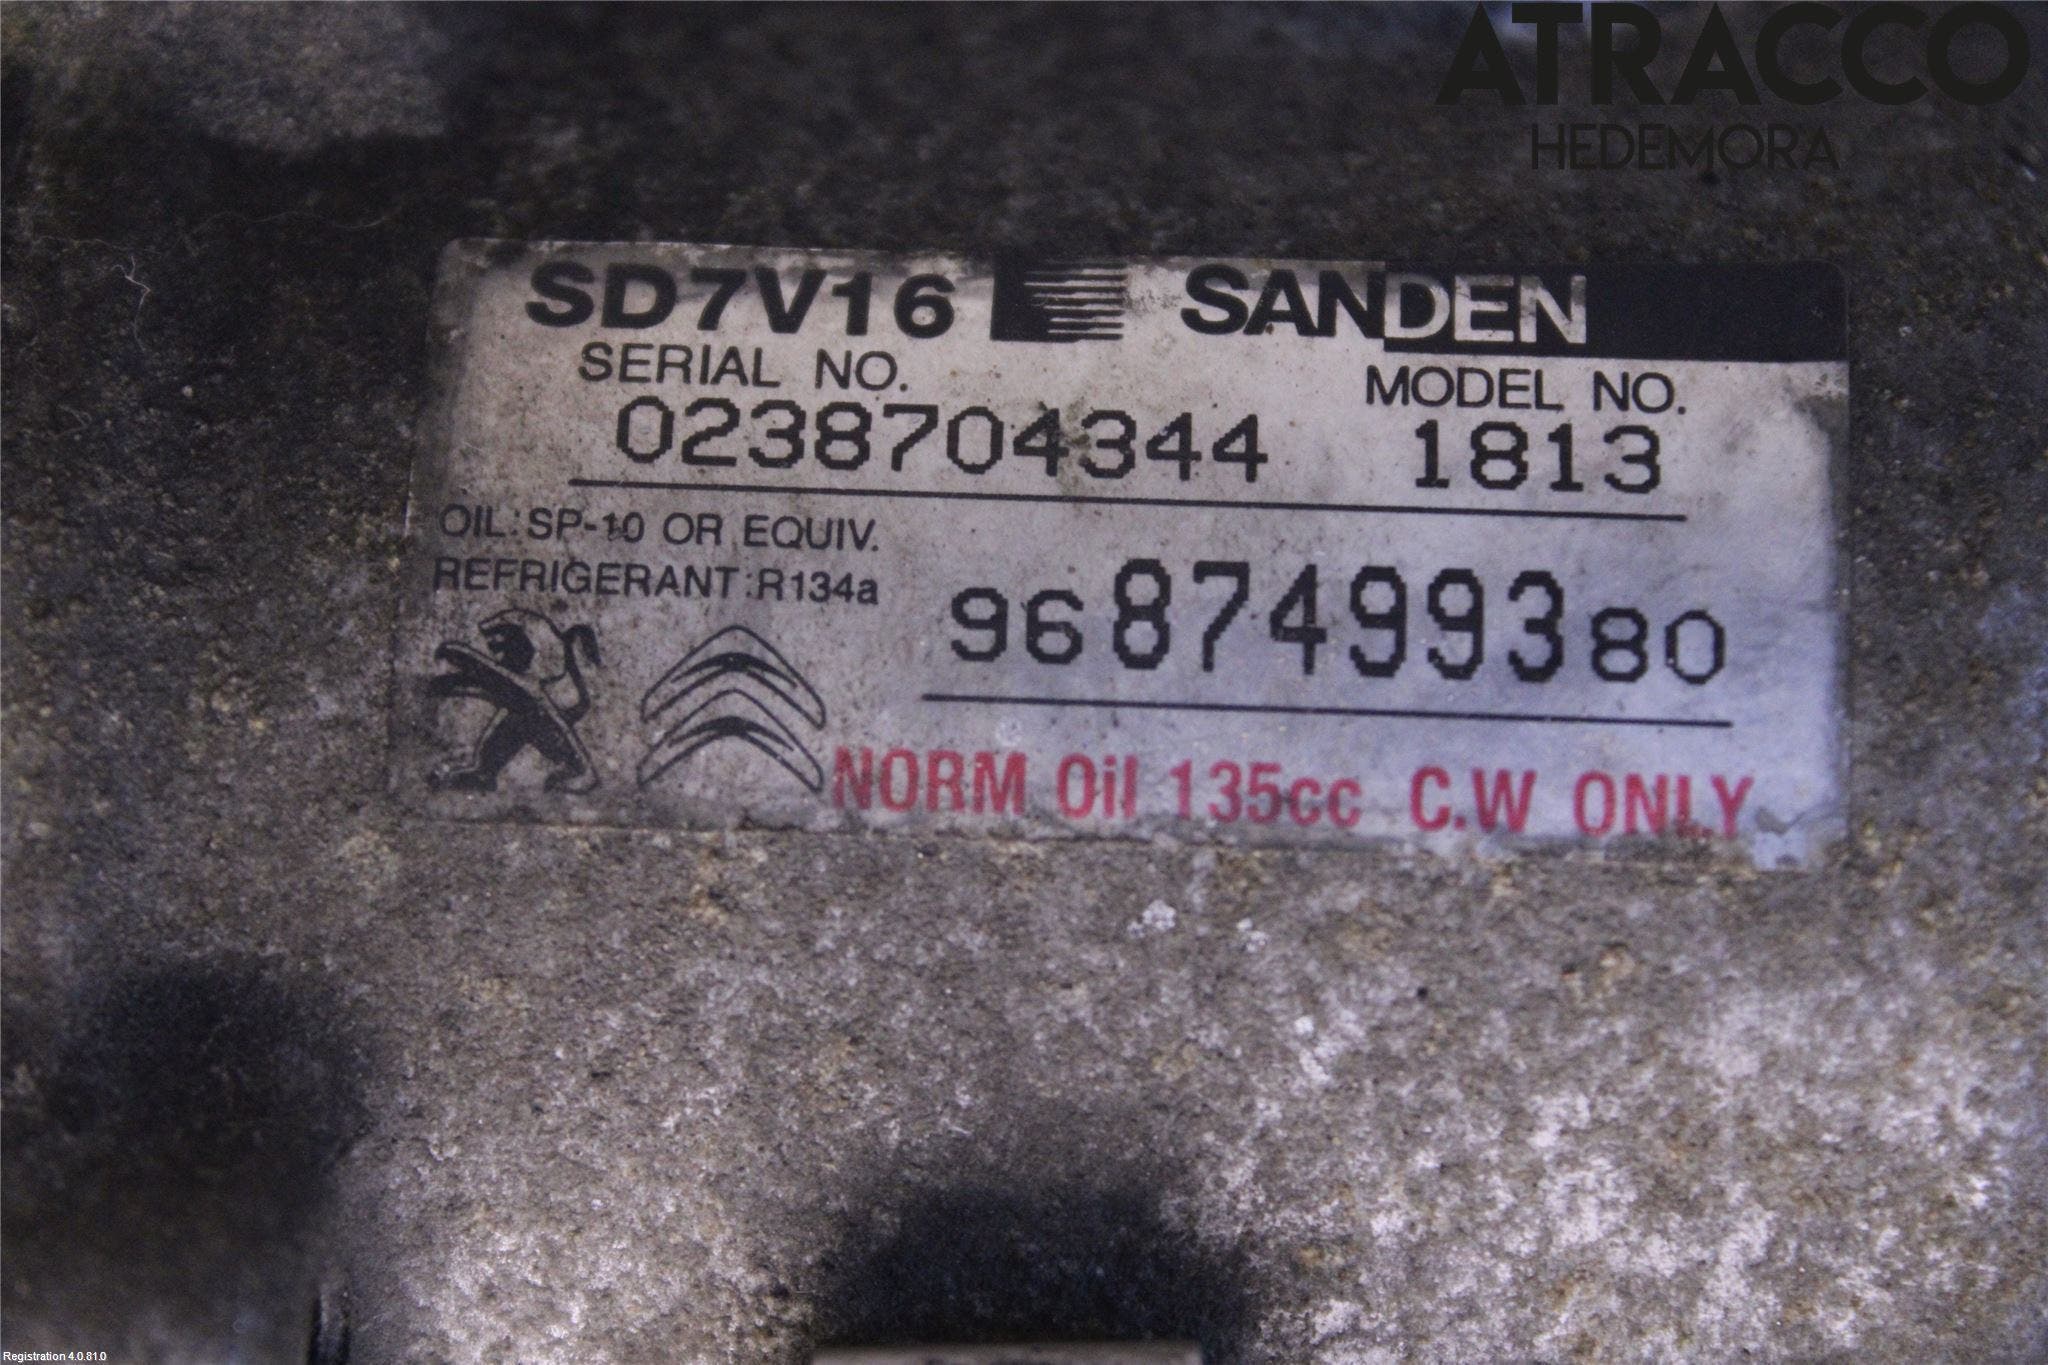 ATRACCO
HEDEMORA
SD7V16 SANDEN
SERIAL NO. MODEL NO.
0238704344 1813
OIL:SP-10 OR EQUIV.
REFRIGERANT:R134a
9687499380
NORM Oil 135cc C.W ONLY
Registration 4.0.81.0